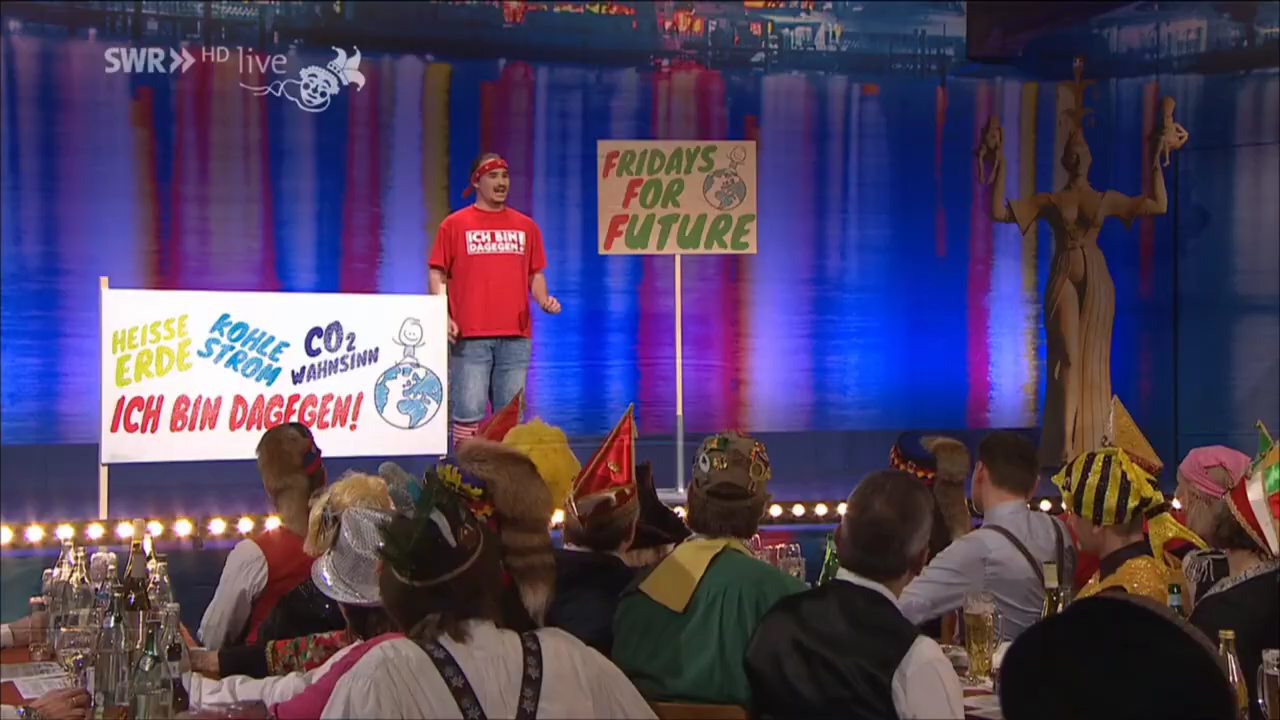 SWR» HD live
FRIDAYS
FOR
FUTURE
ICH BIN
DAGEGEN!
HEISSE
ERDE
KOHLE
STROM
CO2
WAHNSINN
ICH BIN DAGEGEN!